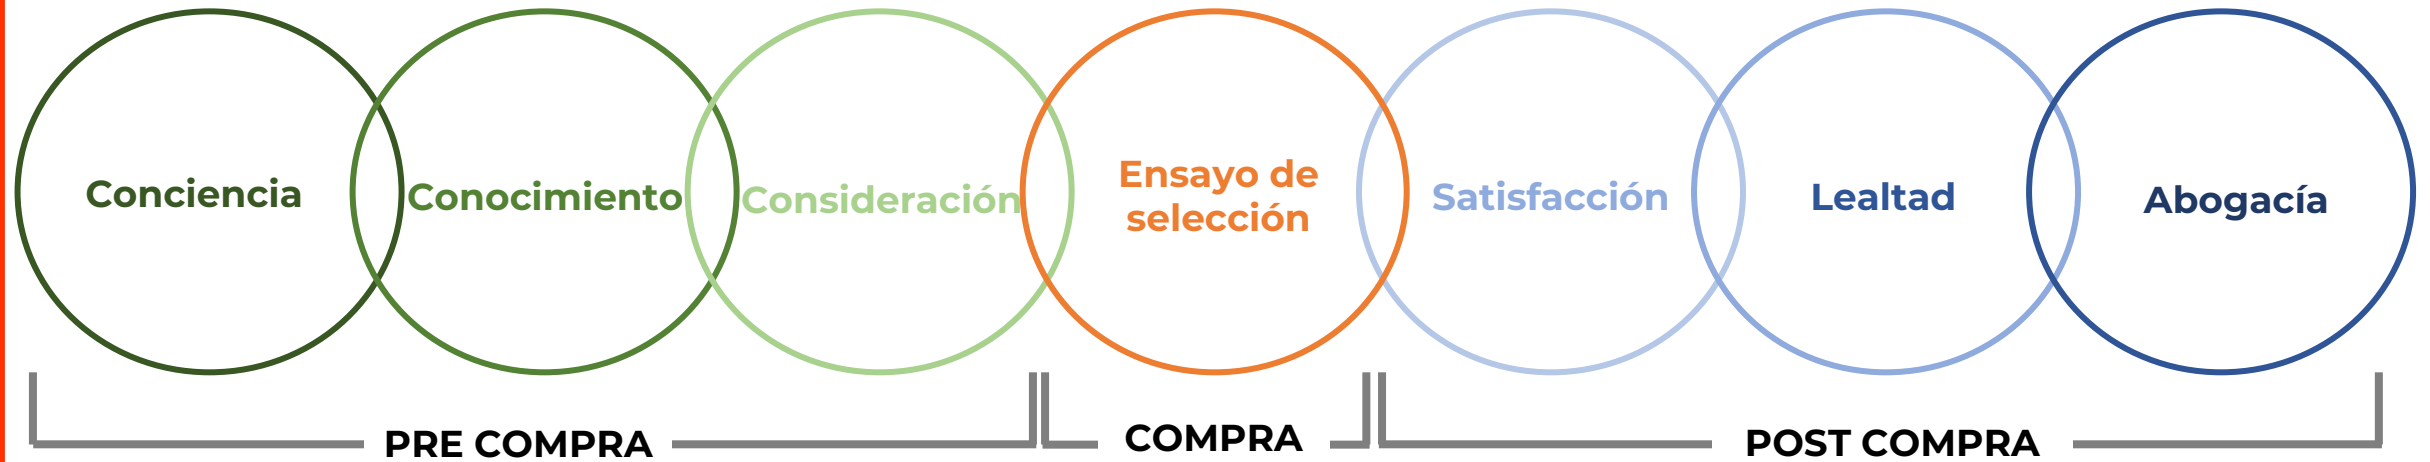 Conciencia
Conocimiento
Consideración
Ensayo de
selección
Satisfacción
Lealtad
Abogacía
PRE COMPRA
COMPRA
POST COMPRA